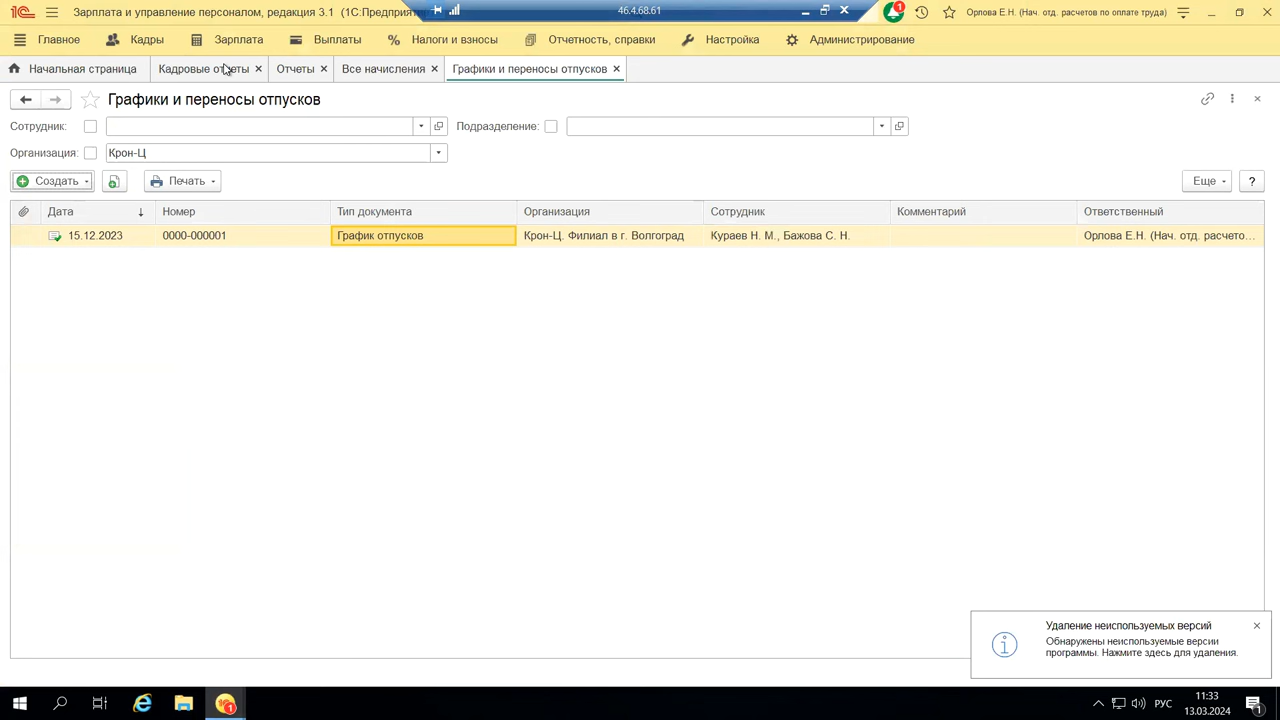 Зарплата и управление персоналом, редакция 3.1 (1С:Предприя
46.4.68.61
1
Орлова Е.Н. (Нач. отд. расчетов по оплате труда)
Главное Кадры Зарплата Выплаты % Налоги и взносы Отчетность, справки Настройка Администрирование
Начальная страница Кадровые отчеты × Отчеты × Все начисления × Графики и переносы отпусков ×
Графики и переносы отпусков
Сотрудник: Подразделение:
Организация: Крон-Ц
Создать Печать Еще ?
Дата ↓ Номер Тип документа Организация Сотрудник Комментарий Ответственный
15.12.2023 0000-000001 График отпусков Крон-Ц. Филиал в г. Волгоград Кураев Н. М., Бажова С. Н. Орлова Е.Н. (Нач. отд. расчето...
Удаление неиспользуемых версий
Обнаружены неиспользуемые версии
программы. Нажмите здесь для удаления.
1
РУС
11:33
13.03.2024
1